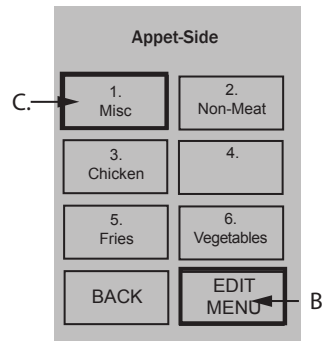 Appet-Side
C.
1.
Misc
2.
Non-Meat
3.
Chicken
4.
5.
Fries
6.
Vegetables
BACK
EDIT
MENU
B